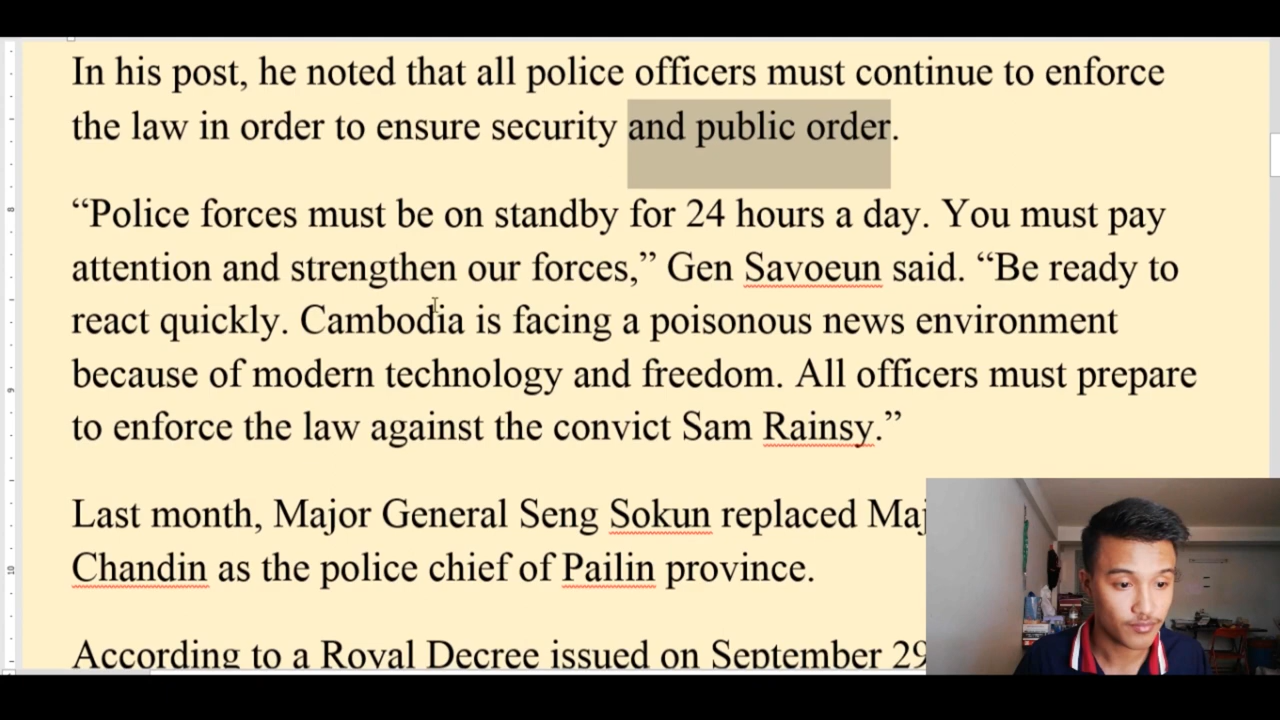 In his post, he noted that all police officers must continue to enforce
the law in order to ensure security and public order.
“Police forces must be on standby for 24 hours a day. You must pay
attention and strengthen our forces,” Gen Savoeun said. “Be ready to
react quickly. Cambodia is facing a poisonous news environment
because of modern technology and freedom. All officers must prepare
to enforce the law against the convict Sam Rainsy.”
Last month, Major General Seng Sokun replaced Maj
Chandin as the police chief of Pailin province.
According to a Royal Decree issued on September 29
8
9
10